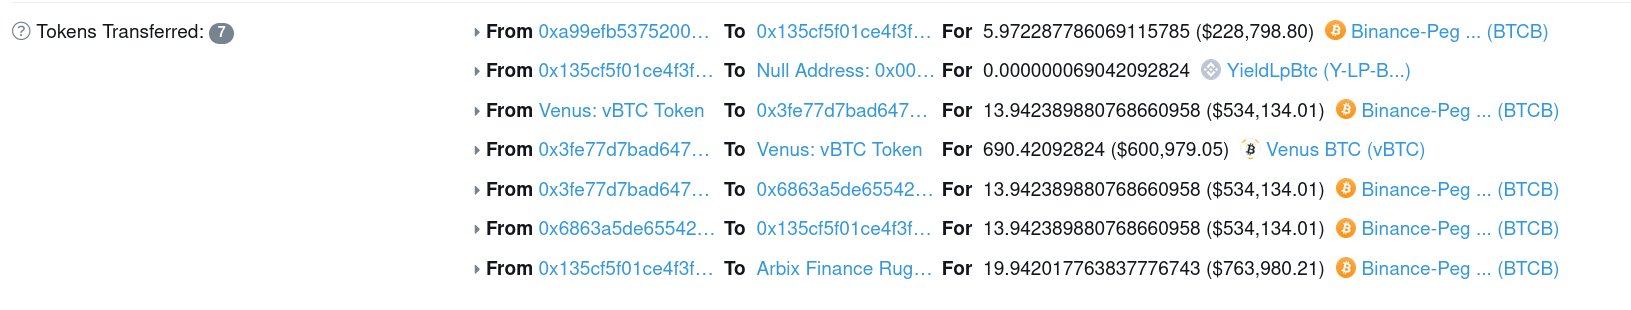 Tokens Transferred: 7
From 0xa99efb5375200... To 0x135cf5f01ce4f3f... For 5.972287786069115785 ($228,798.80) Binance-Peg ... (BTCB)
From 0x135cf5f01ce4f3f... To Null Address: 0x00... For 0.000000069042092824 YieldLpBtc (Y-LP-B...)
From Venus: vBTC Token To 0x3fe77d7bad647... For 13.942389880768660958 ($534,134.01) Binance-Peg ... (BTCB)
From 0x3fe77d7bad647... To Venus: vBTC Token For 690.42092824 ($600,979.05) Venus BTC (vBTC)
From 0x3fe77d7bad647... To 0x6863a5de65542... For 13.942389880768660958 ($534,134.01) Binance-Peg ... (BTCB)
From 0x6863a5de65542... To 0x135cf5f01ce4f3f... For 13.942389880768660958 ($534,134.01) Binance-Peg ... (BTCB)
From 0x135cf5f01ce4f3f... To Arbix Finance Rug... For 19.942017763837776743 ($763,980.21) Binance-Peg ... (BTCB)